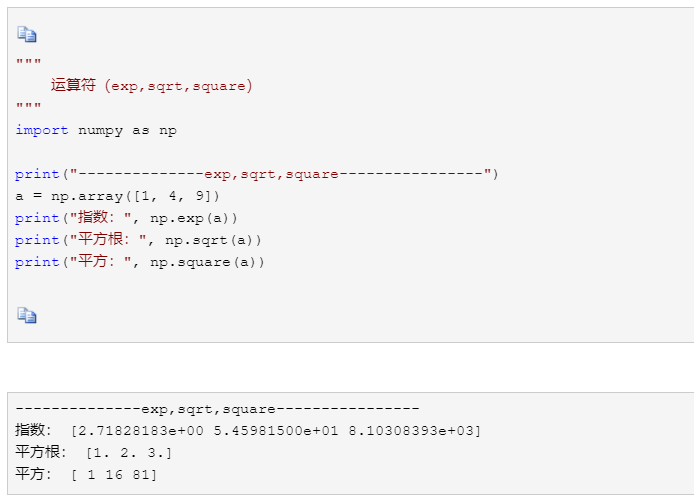 """
    运算符（exp,sqrt,square）
"""
import numpy as np
print("--------------exp,sqrt,square----------------")
a = np.array([1, 4, 9])
print("指数：", np.exp(a))
print("平方根：", np.sqrt(a))
print("平方：", np.square(a))
--------------exp,sqrt,square----------------
指数： [2.71828183e+00 5.45981500e+01 8.10308393e+03]
平方根： [1. 2. 3.]
平方： [ 1 16 81]